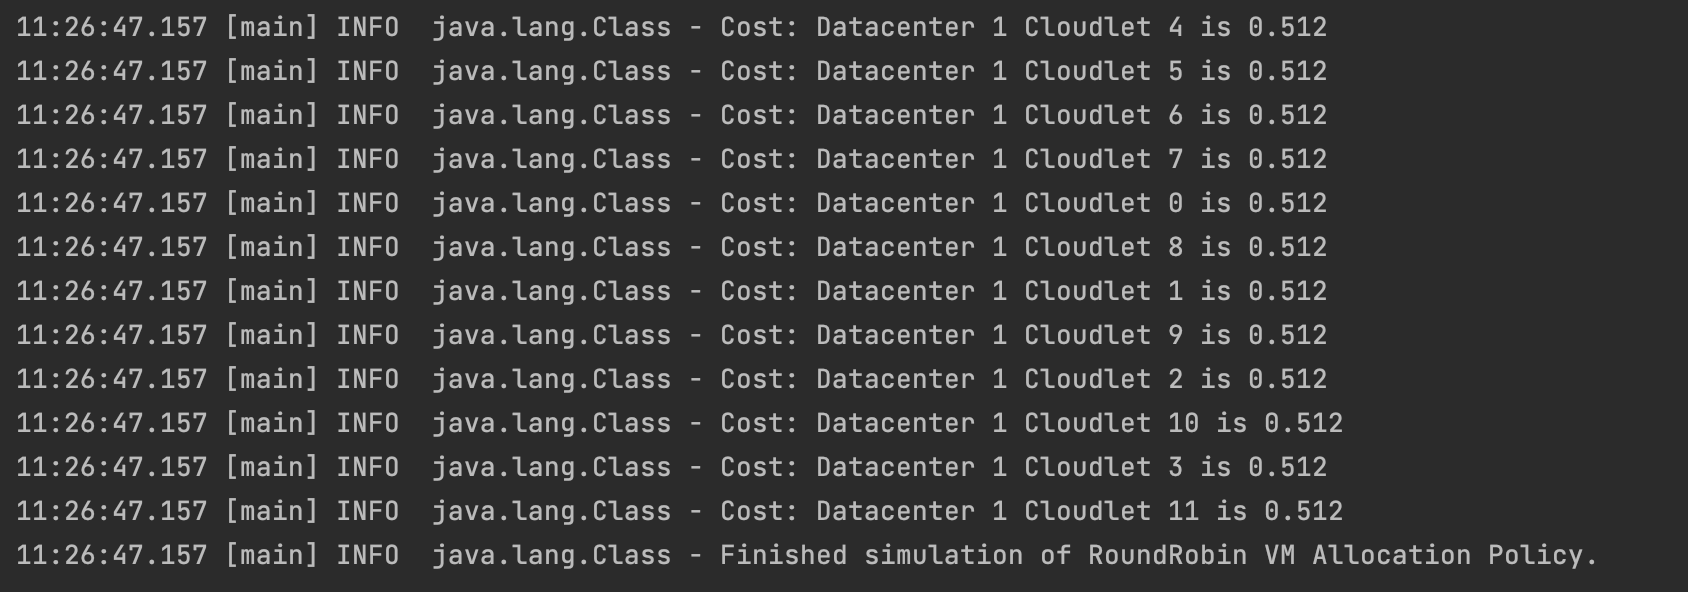 11:26:47.157 [main] INFO  java.lang.Class - Cost: Datacenter 1 Cloudlet 4 is 0.512
11:26:47.157 [main] INFO  java.lang.Class - Cost: Datacenter 1 Cloudlet 5 is 0.512
11:26:47.157 [main] INFO  java.lang.Class - Cost: Datacenter 1 Cloudlet 6 is 0.512
11:26:47.157 [main] INFO  java.lang.Class - Cost: Datacenter 1 Cloudlet 7 is 0.512
11:26:47.157 [main] INFO  java.lang.Class - Cost: Datacenter 1 Cloudlet 0 is 0.512
11:26:47.157 [main] INFO  java.lang.Class - Cost: Datacenter 1 Cloudlet 8 is 0.512
11:26:47.157 [main] INFO  java.lang.Class - Cost: Datacenter 1 Cloudlet 1 is 0.512
11:26:47.157 [main] INFO  java.lang.Class - Cost: Datacenter 1 Cloudlet 9 is 0.512
11:26:47.157 [main] INFO  java.lang.Class - Cost: Datacenter 1 Cloudlet 2 is 0.512
11:26:47.157 [main] INFO  java.lang.Class - Cost: Datacenter 1 Cloudlet 10 is 0.512
11:26:47.157 [main] INFO  java.lang.Class - Cost: Datacenter 1 Cloudlet 3 is 0.512
11:26:47.157 [main] INFO  java.lang.Class - Cost: Datacenter 1 Cloudlet 11 is 0.512
11:26:47.157 [main] INFO  java.lang.Class - Finished simulation of RoundRobin VM Allocation Policy.